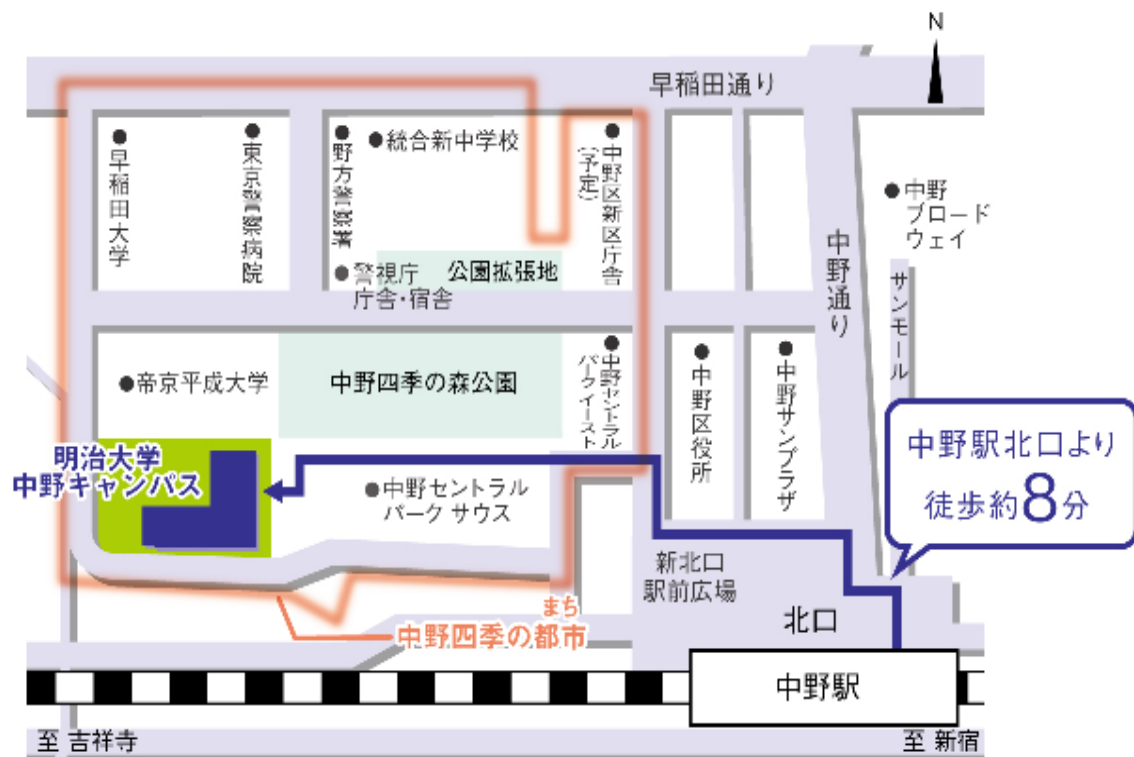 N
早稲田通り
早稲田大学
東京警察病院
野方警察署
統合新中学校
中野区新区庁舎
(予定)
中野
ブロード
ウェイ
警視庁
庁舎・宿舎
公園拡張地
中野通り
サンモール
帝京平成大学
中野四季の森公園
中野セントラル
パークイースト
中野区役所
中野サンプラザ
明治大学
中野キャンパス
中野セントラル
パーク サウス
中野駅北口より
徒歩約8分
新北口
駅前広場
北口
まち
中野四季の都市
中野駅
至 吉祥寺
至 新宿